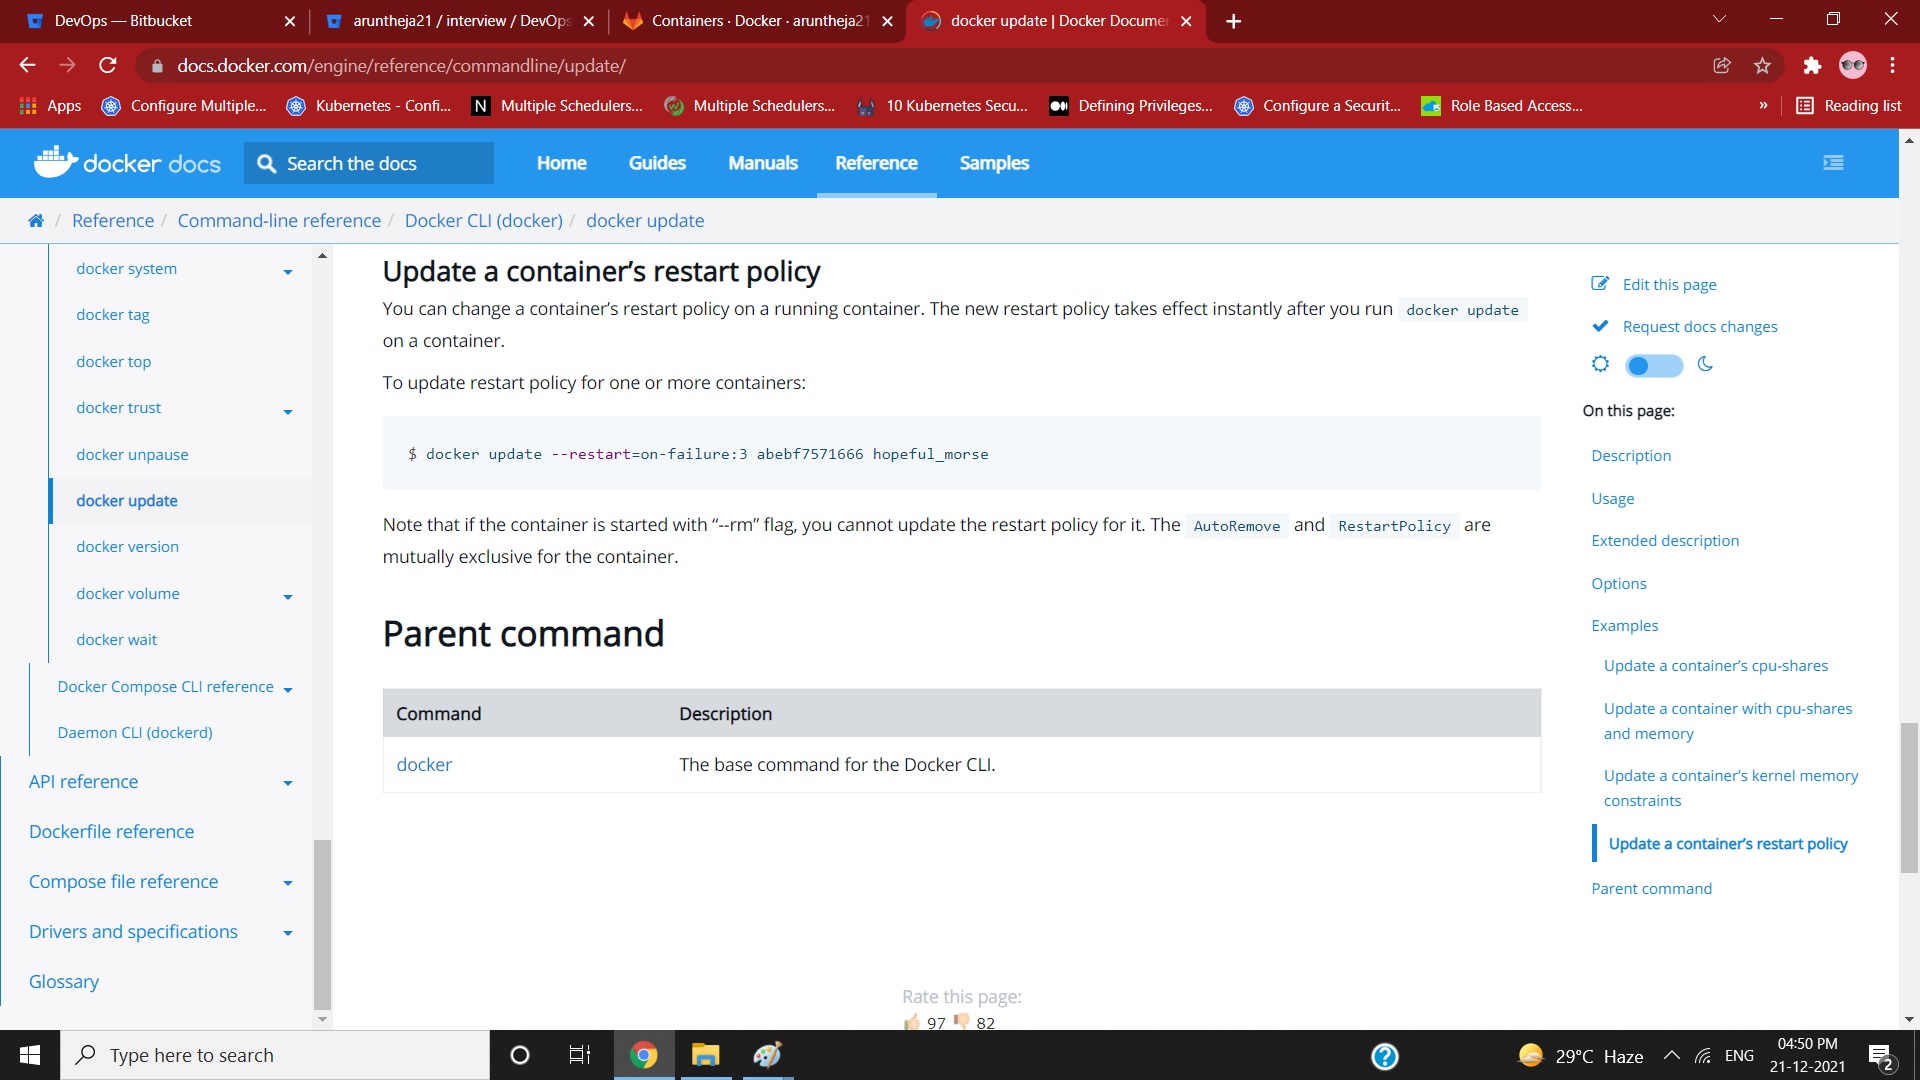 DevOps — Bitbucket
aruntheja21 / interview / DevOps
Containers · Docker · aruntheja21
docker update | Docker Documen
docs.docker.com/engine/reference/commandline/update/
Apps
Configure Multiple...
Kubernetes - Confi...
Multiple Schedulers...
Multiple Schedulers...
10 Kubernetes Secu...
Defining Privileges...
Configure a Securit...
Role Based Access...
»
Reading list
docker docs
Search the docs
Home
Guides
Manuals
Reference
Samples
/ Reference / Command-line reference / Docker CLI (docker) / docker update
docker system
docker tag
docker top
docker trust
docker unpause
docker update
docker version
docker volume
docker wait
Docker Compose CLI reference
Daemon CLI (dockerd)
API reference
Dockerfile reference
Compose file reference
Drivers and specifications
Glossary
Update a container’s restart policy
You can change a container’s restart policy on a running container. The new restart policy takes effect instantly after you run docker update
on a container.
To update restart policy for one or more containers:
$ docker update --restart=on-failure:3 abebf7571666 hopeful_morse
Note that if the container is started with “--rm” flag, you cannot update the restart policy for it. The AutoRemove and RestartPolicy are
mutually exclusive for the container.
Parent command
Command Description
docker The base command for the Docker CLI.
Rate this page:
97 82
Edit this page
Request docs changes
On this page:
Description
Usage
Extended description
Options
Examples
Update a container’s cpu-shares
Update a container with cpu-shares
and memory
Update a container’s kernel memory
constraints
Update a container’s restart policy
Parent command
Type here to search
29°C Haze
ENG
04:50 PM
21-12-2021
2